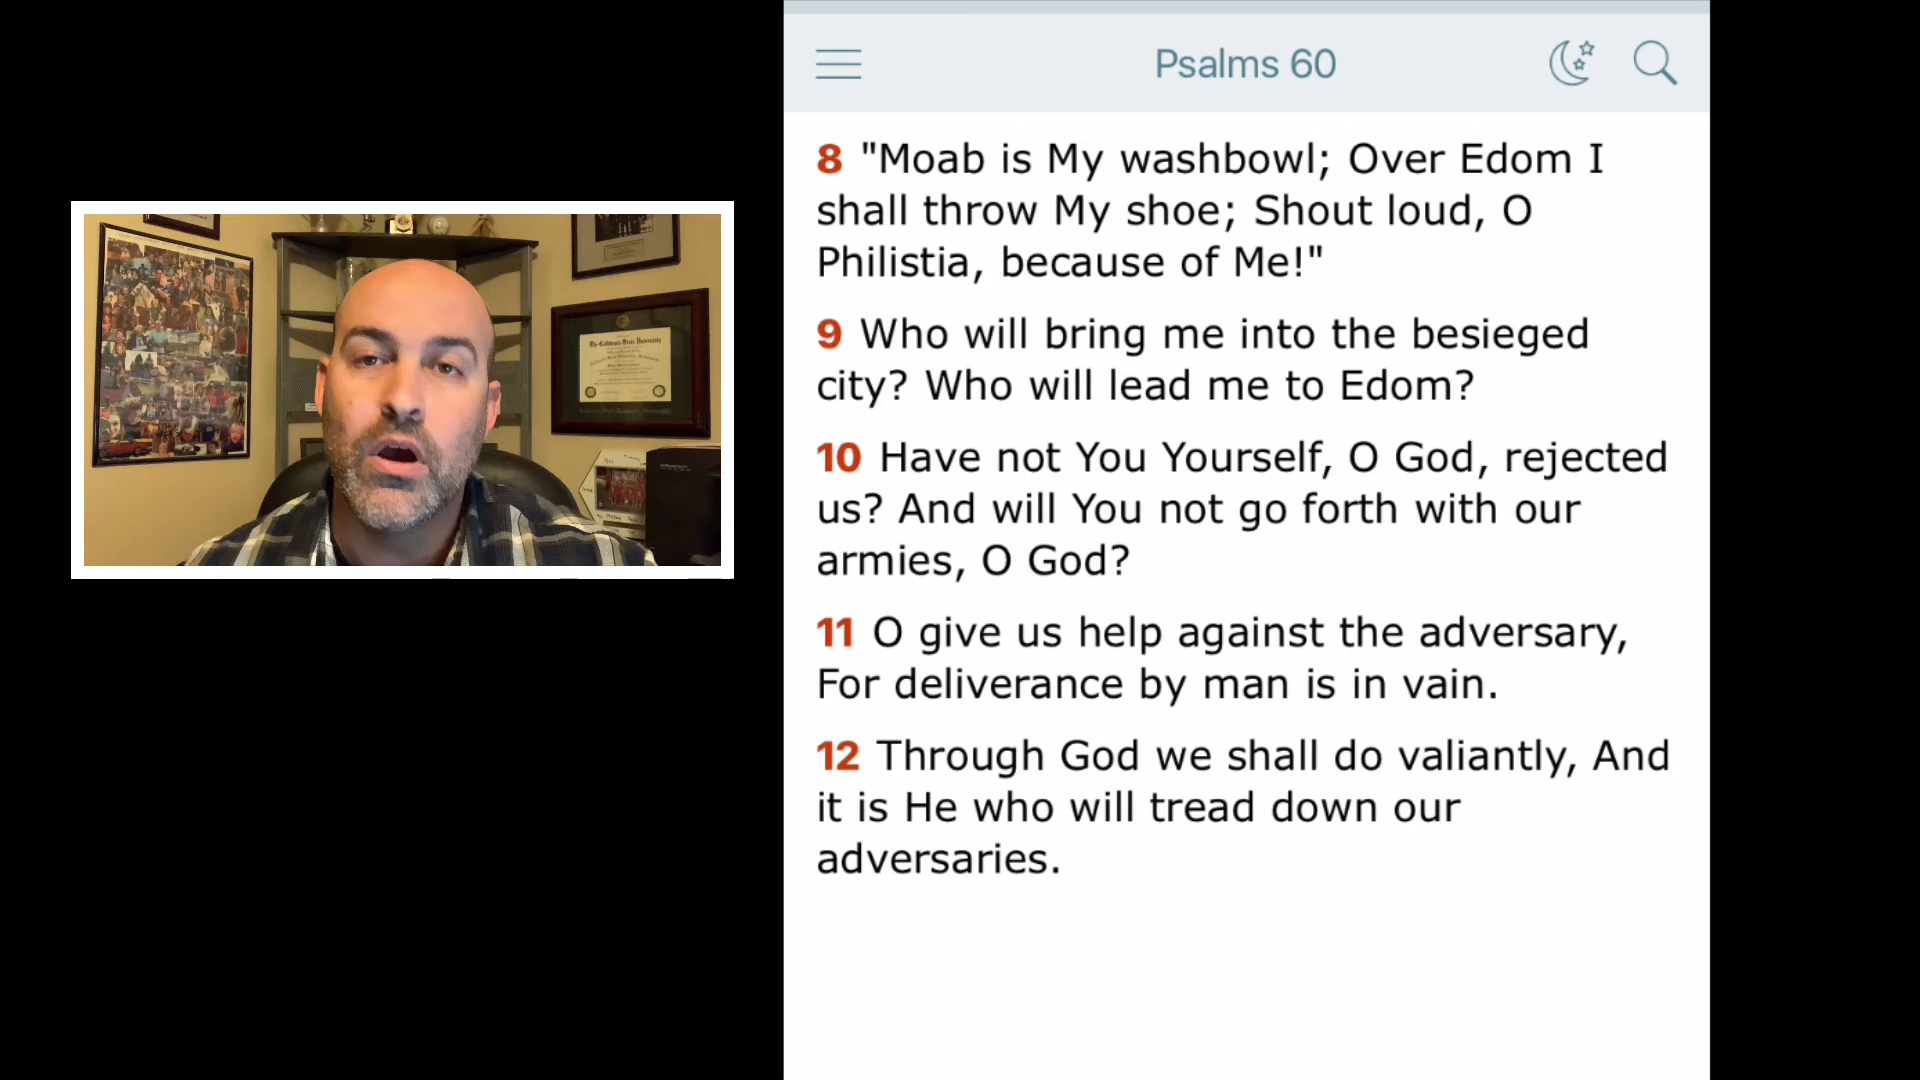 Psalms 60
8 "Moab is My washbowl; Over Edom I
shall throw My shoe; Shout loud, O
Philistia, because of Me!"
9 Who will bring me into the besieged
city? Who will lead me to Edom?
10 Have not You Yourself, O God, rejected
us? And will You not go forth with our
armies, O God?
11 O give us help against the adversary,
For deliverance by man is in vain.
12 Through God we shall do valiantly, And
it is He who will tread down our
adversaries.
The California State University